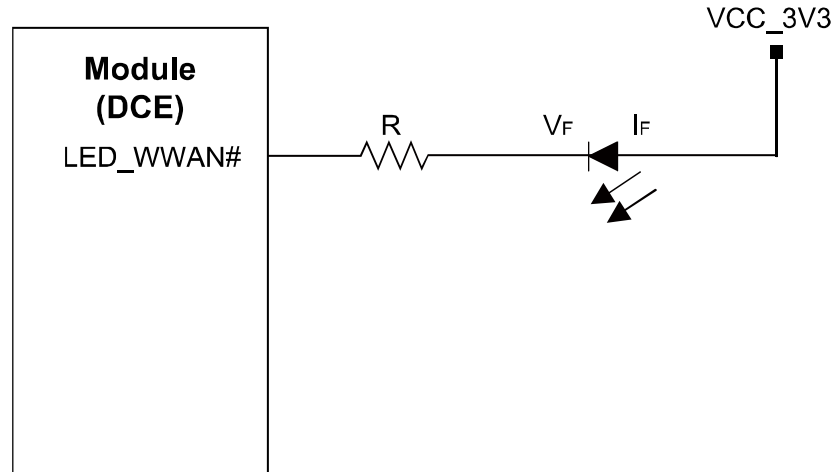 VCC_3V3
Module
(DCE)
R
VF
IF
LED_WWAN#